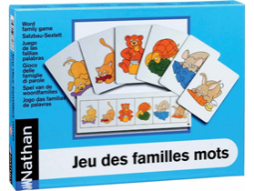 Word
family game
Satzbau-Sextett
Juego
de las
familias
palabras
Gioco
delle
famiglie
di parole
Spel van de
woordfamilies
Jogo das famílias
de palavras
Nathan
Jeu des familles mots